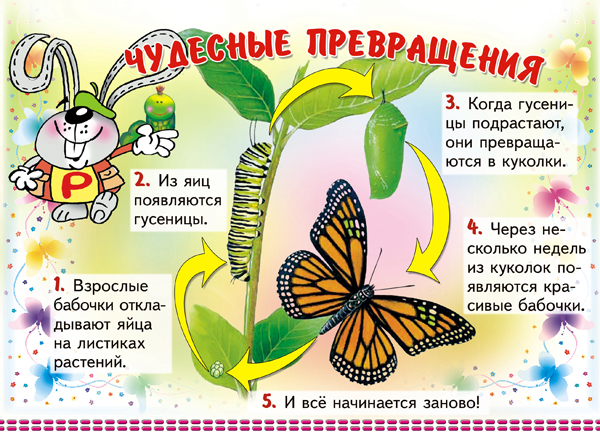 ЧУДЕСНЫЕ ПРЕВРАЩЕНИЯ
Р
1. Взрослые
бабочки откла-
дывают яйца
на листиках
растений.
2. Из яиц
появляются
гусеницы.
3. Когда гусени-
цы подрастают,
они превраща-
ются в куколки.
4. Через не-
сколько недель
из куколок по-
являются кра-
сивые бабочки.
5. И всё начинается заново!